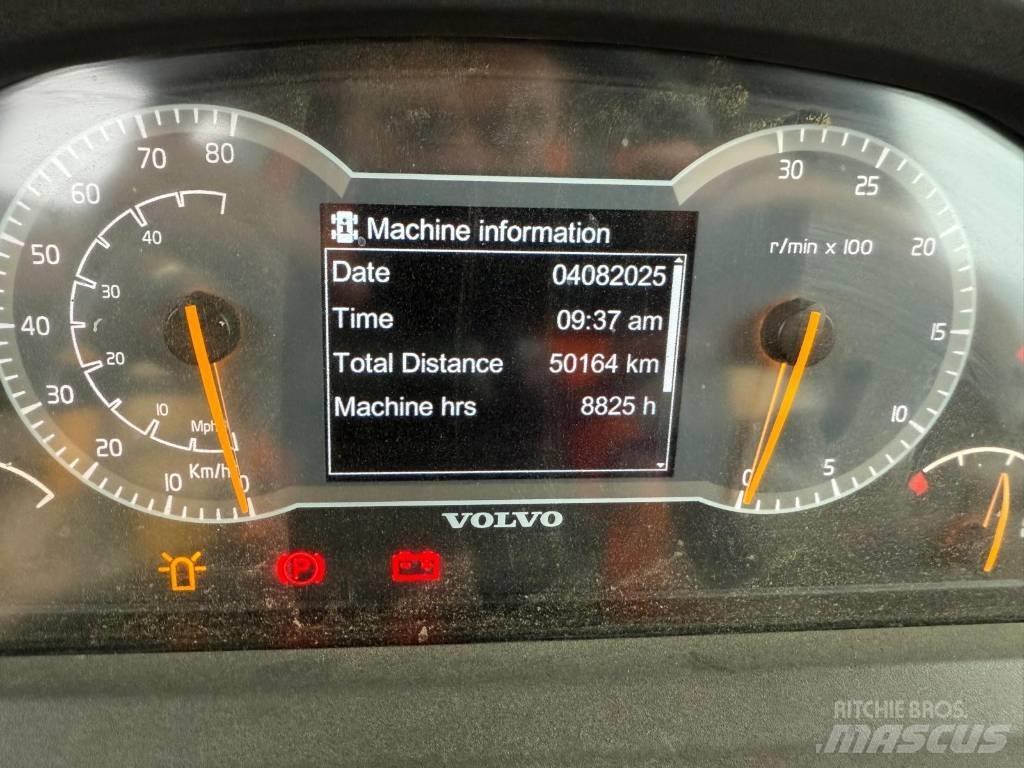 Machine information
Date 04082025
Time 09:37 am
Total Distance 50164 km
Machine hrs 8825 h
80
70
60
50
40
30
20
10
0
Km/h
40
30
20
10
Mph
30
25
20
15
10
5
0
r/min x 100
VOLVO
P
RITCHIE BROS.
MASCUS